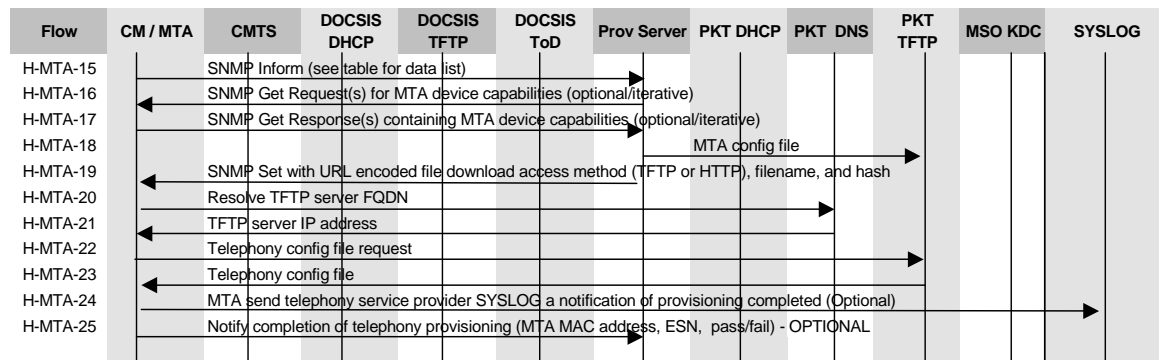 Flow CM / MTA CMTS DOCSIS DHCP DOCSIS TFTP DOCSIS ToD Prov Server PKT DHCP PKT DNS PKT TFTP MSO KDC SYSLOG
H-MTA-15 SNMP Inform (see table for data list)
H-MTA-16 SNMP Get Request(s) for MTA device capabilities (optional/iterative)
H-MTA-17 SNMP Get Response(s) containing MTA device capabilities (optional/iterative)
H-MTA-18 MTA config file
H-MTA-19 SNMP Set with URL encoded file download access method (TFTP or HTTP), filename, and hash
H-MTA-20 Resolve TFTP server FQDN
H-MTA-21 TFTP server IP address
H-MTA-22 Telephony config file request
H-MTA-23 Telephony config file
H-MTA-24 MTA send telephony service provider SYSLOG a notification of provisioning completed (Optional)
H-MTA-25 Notify completion of telephony provisioning (MTA MAC address, ESN, pass/fail) - OPTIONAL